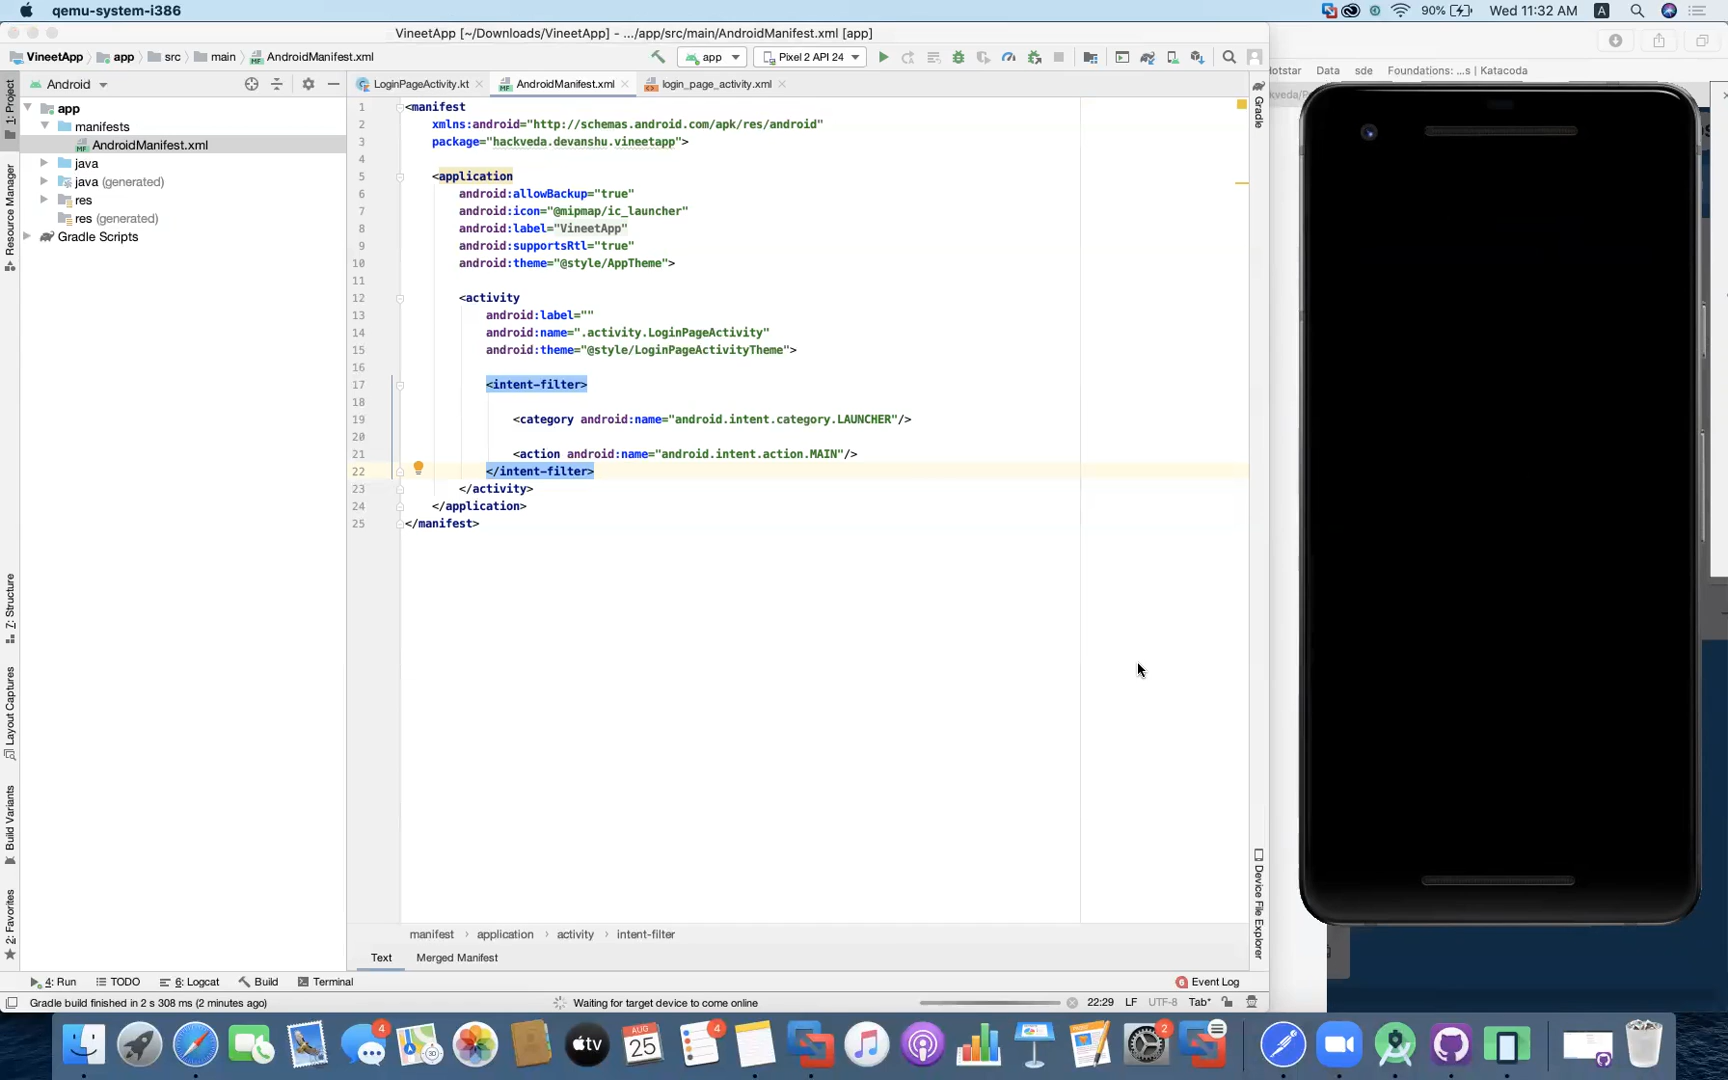 qemu-system-i386
90%
Wed 11:32 AM
A
VineetApp [~/Downloads/VineetApp] - .../app/src/main/AndroidManifest.xml [app]
VineetApp
app
src
main
AndroidManifest.xml
app
Pixel 2 API 24
Hotstar
Data
sde
Foundations: ...s | Katacoda
Android
LoginPageActivity.kt
AndroidManifest.xml
login_page_activity.xml
1: Project
Resource Manager
7: Structure
Layout Captures
Build Variants
2: Favorites
app
manifests
AndroidManifest.xml
java
java (generated)
res
res (generated)
Gradle Scripts
1 <manifest
2 xmlns:android="http://schemas.android.com/apk/res/android"
3 package="hackveda.devanshu.vineetapp">
4
5 <application
6 android:allowBackup="true"
7 android:icon="@mipmap/ic_launcher"
8 android:label="VineetApp"
9 android:supportsRtl="true"
10 android:theme="@style/AppTheme">
11
12 <activity
13 android:label=""
14 android:name=".activity.LoginPageActivity"
15 android:theme="@style/LoginPageActivityTheme">
16
17 <intent-filter>
18
19 <category android:name="android.intent.category.LAUNCHER"/>
20
21 <action android:name="android.intent.action.MAIN"/>
22 </intent-filter>
23 </activity>
24 </application>
25 </manifest>
Gradle
Device File Explorer
manifest › application › activity › intent-filter
Text
Merged Manifest
4: Run
TODO
6: Logcat
Build
Terminal
6 Event Log
Gradle build finished in 2 s 308 ms (2 minutes ago)
Waiting for target device to come online
22:29
LF
UTF-8
Tab*
4
AUG
25
4
tv
2